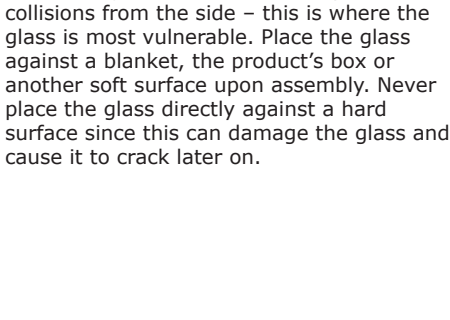 collisions from the side – this is where the
glass is most vulnerable. Place the glass
against a blanket, the product’s box or
another soft surface upon assembly. Never
place the glass directly against a hard
surface since this can damage the glass and
cause it to crack later on.